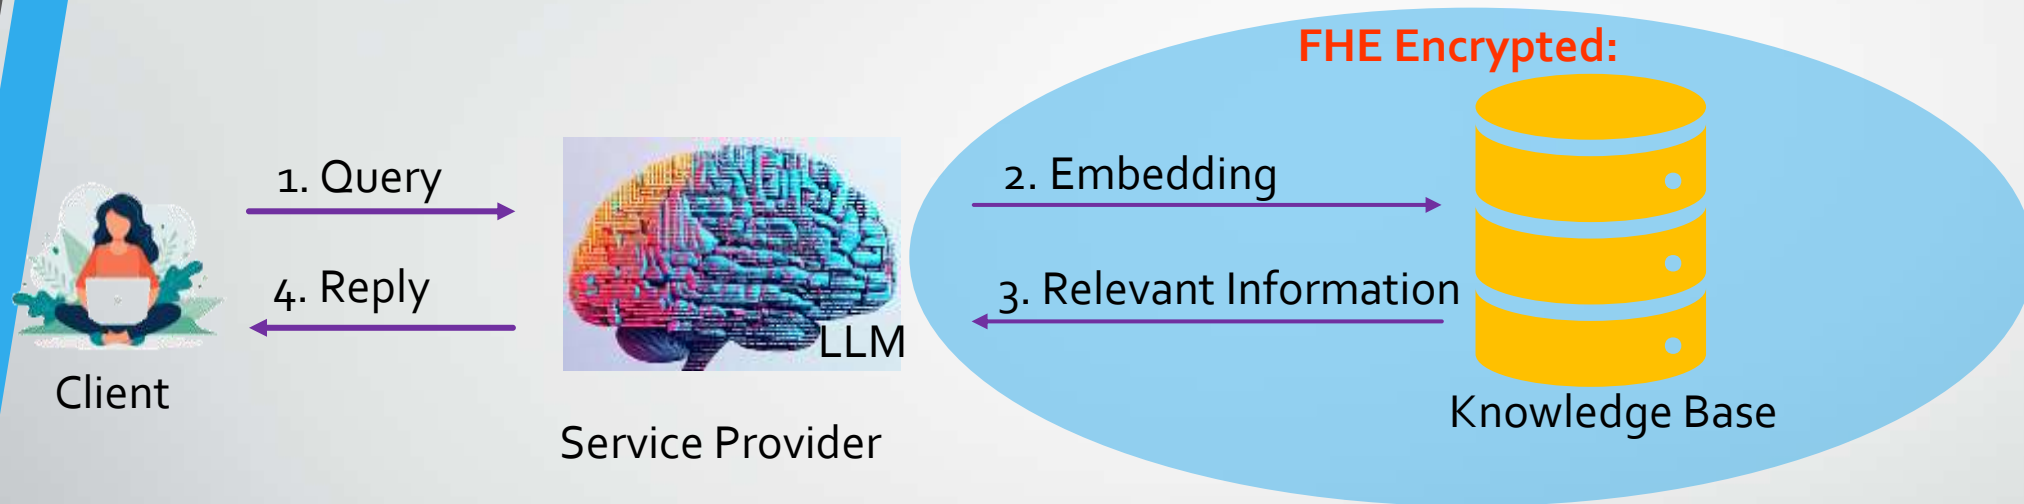 FHE Encrypted:
1. Query
2. Embedding
4. Reply
3. Relevant Information
LLM
Client
Service Provider
Knowledge Base